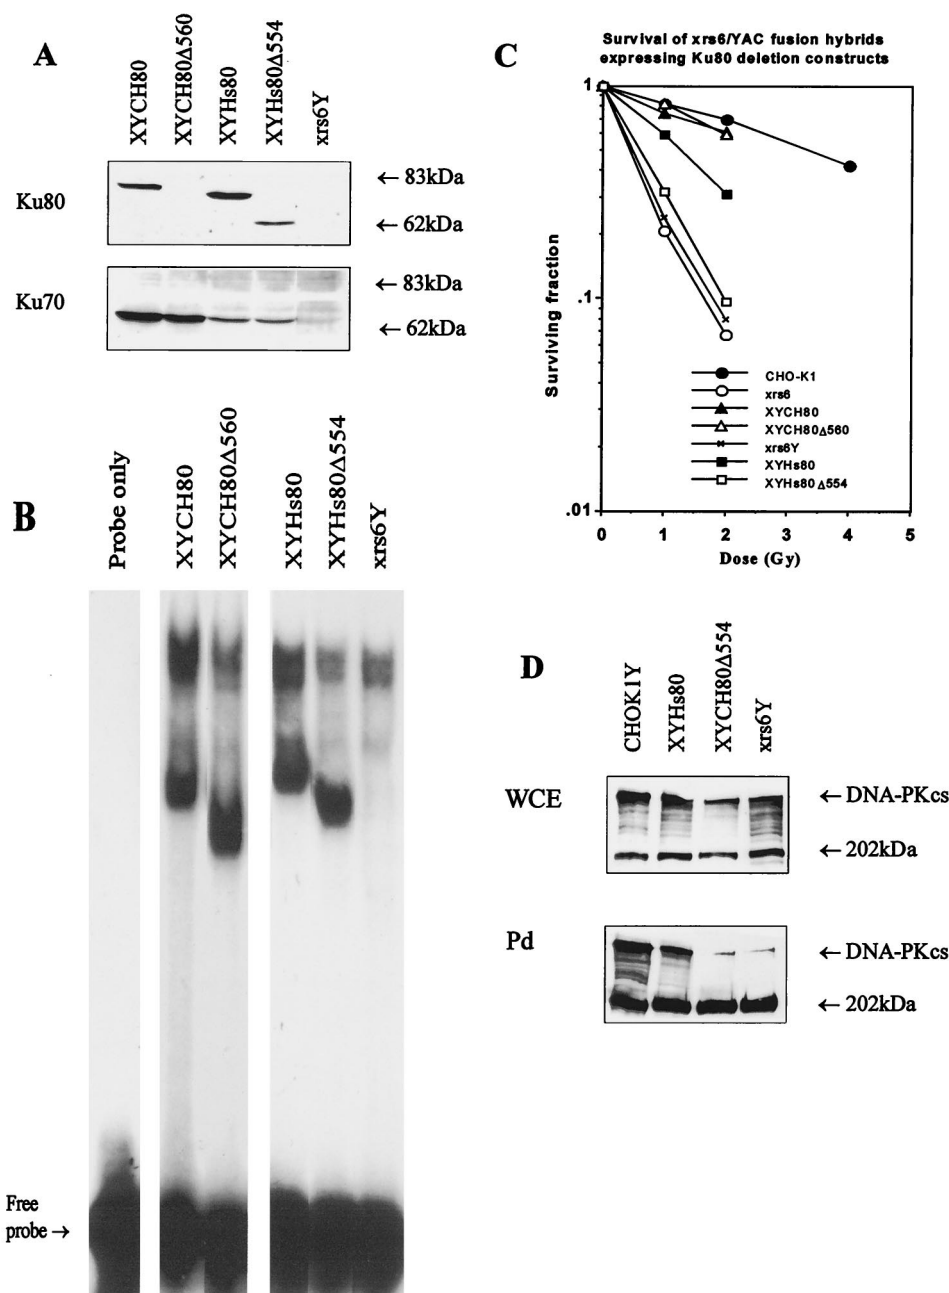 A
XYCH80
XYCH80Δ560
XYHs80
XYHs80Δ554
xrs6Y
Ku80
← 83kDa
← 62kDa
Ku70
← 83kDa
← 62kDa
B
Probe only
XYCH80
XYCH80Δ560
XYHs80
XYHs80Δ554
xrs6Y
Free
probe →
C
Survival of xrs6/YAC fusion hybrids
expressing Ku80 deletion constructs
Surviving fraction
1
.1
.01
0
1
2
3
4
5
Dose (Gy)
CHO-K1
xrs6
XYCH80
XYCH80Δ560
xrs6Y
XYHs80
XYHs80Δ554
D
CHOK1Y
XYHs80
XYCH80Δ554
xrs6Y
WCE
← DNA-PKcs
← 202kDa
Pd
← DNA-PKcs
← 202kDa